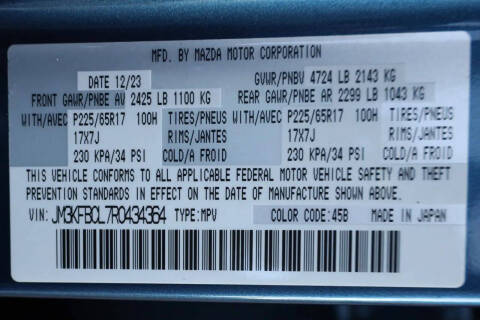 MFD. BY MAZDA MOTOR CORPORATION
DATE 12/23 GVWR/PNBV 4724 LB 2143 KG
FRONT GAWR/PNBE AV 2425 LB 1100 KG REAR GAWR/PNBE AR 2299 LB 1043 KG
WITH/AVEC P225/65R17 100H TIRES/PNEUS WITH/AVEC P225/65R17 100H TIRES/PNEUS
17X7J RIMS/JANTES 17X7J RIMS/JANTES
230 KPA/34 PSI COLD/A FROID 230 KPA/34 PSI COLD/A FROID
THIS VEHICLE CONFORMS TO ALL APPLICABLE FEDERAL MOTOR VEHICLE SAFETY, BUMPER, AND THEFT
PREVENTION STANDARDS IN EFFECT ON THE DATE OF MANUFACTURE SHOWN ABOVE.
VIN: JM3KFBCL7R0434364 TYPE:MPV COLOR CODE:45B MADE IN JAPAN